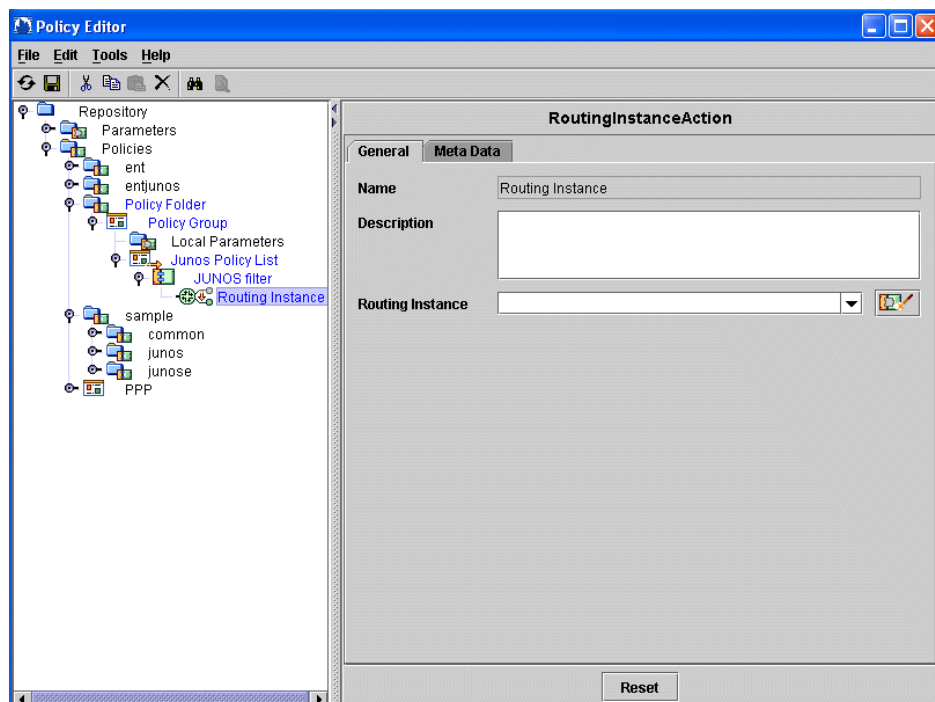 Policy Editor
File Edit Tools Help
Repository
Parameters
Policies
ent
entjunos
Policy Folder
Policy Group
Local Parameters
Junos Policy List
JUNOS filter
Routing Instance
sample
common
junos
junose
PPP
RoutingInstanceAction
General Meta Data
Name Routing Instance
Description
Routing Instance
Reset